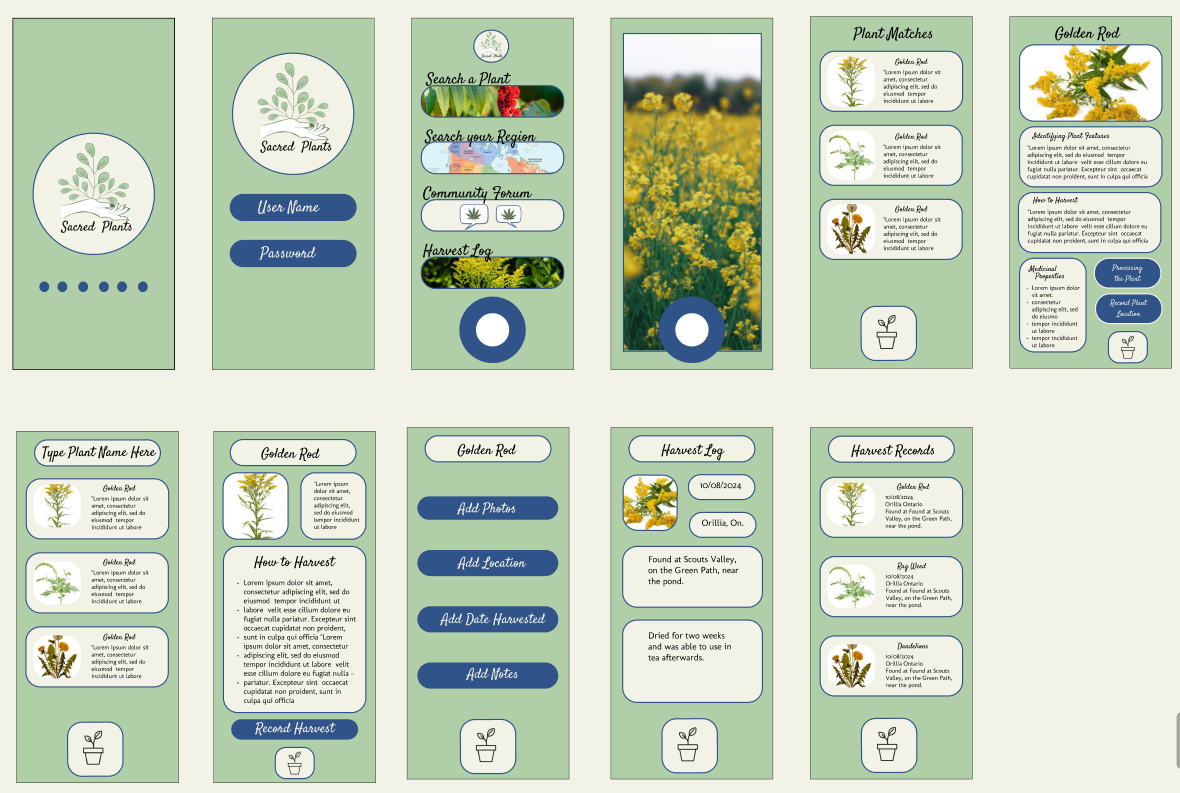 Sacred Plants
Sacred Plants
User Name
Password
Sacred Plants
Search a Plant
Search your Region
Community Forum
Harvest Log
Plant Matches
Golden Rod
"Lorem ipsum dolor sit
amet, consectetur
adipiscing elit, sed do
eiusmod tempor
incididunt ut labore
Golden Rod
"Lorem ipsum dolor sit
amet, consectetur
adipiscing elit, sed do
eiusmod tempor
incididunt ut labore
Golden Rod
"Lorem ipsum dolor sit
amet, consectetur
adipiscing elit, sed do
eiusmod tempor
incididunt ut labore
Golden Rod
Identifying Plant Features
"Lorem ipsum dolor sit amet, consectetur
adipiscing elit, sed do eiusmod tempor
incididunt ut labore velit esse cillum dolore eu
fugiat nulla pariatur. Excepteur sint occaecat
cupidatat non proident, sunt in culpa qui officia
How to Harvest
"Lorem ipsum dolor sit amet, consectetur
adipiscing elit, sed do eiusmod tempor
incididunt ut labore velit esse cillum dolore eu
fugiat nulla pariatur. Excepteur sint occaecat
cupidatat non proident, sunt in culpa qui officia
Medicinal
Properties
• Lorem ipsum dolor
sit amet.
• consectetur
adipiscing elit, sed
do eiusmo
• tempor incididunt
ut labore
• tempor incididunt
ut labore
Processing
the Plant
Record Plant
Location
Type Plant Name Here
Golden Rod
"Lorem ipsum dolor sit
amet, consectetur
adipiscing elit, sed do
eiusmod tempor
incididunt ut labore
Golden Rod
"Lorem ipsum dolor sit
amet, consectetur
adipiscing elit, sed do
eiusmod tempor
incididunt ut labore
Golden Rod
"Lorem ipsum dolor sit
amet, consectetur
adipiscing elit, sed do
eiusmod tempor
incididunt ut labore
Golden Rod
"Lorem ipsum
dolor sit amet,
consectetur
adipiscing elit,
sed do eiusmod
tempor
incididunt ut
labore
How to Harvest
• Lorem ipsum dolor sit amet,
consectetur adipiscing elit, sed do
eiusmod tempor incididunt ut
• labore velit esse cillum dolore eu
fugiat nulla pariatur. Excepteur sint
occaecat cupidatat non proident,
• sunt in culpa qui officia "Lorem
ipsum dolor sit amet, consectetur
• adipiscing elit, sed do eiusmod
tempor incididunt ut labore velit
esse cillum dolore eu fugiat nulla -
• pariatur. Excepteur sint occaecat
cupidatat non proident, sunt in
culpa qui officia
Record Harvest
Golden Rod
Add Photos
Add Location
Add Date Harvested
Add Notes
Harvest Log
10/08/2024
Orillia, On.
Found at Scouts Valley,
on the Green Path, near
the pond.
Dried for two weeks
and was able to use in
tea afterwards.
Harvest Records
Golden Rod
10/08/2024
Orillia Ontario
Found at Found at Scouts
Valley, on the Green Path,
near the pond.
Rag Weed
10/08/2024
Orillia Ontario
Found at Found at Scouts
Valley, on the Green Path,
near the pond.
Dandelions
10/08/2024
Orillia Ontario
Found at Found at Scouts
Valley, on the Green Path,
near the pond.